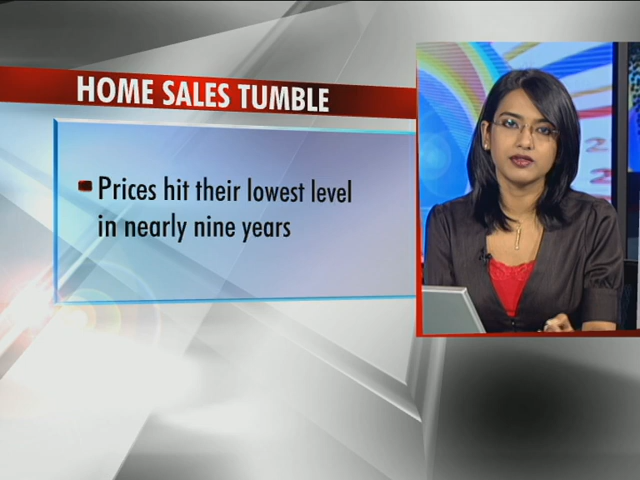 HOME SALES TUMBLE
Prices hit their lowest level
in nearly nine years